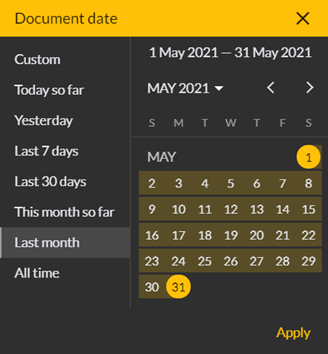 Document date
Custom
Today so far
Yesterday
Last 7 days
Last 30 days
This month so far
Last month
All time
1 May 2021 — 31 May 2021
MAY 2021
S M T W T F S
MAY 1
2 3 4 5 6 7 8
9 10 11 12 13 14 15
16 17 18 19 20 21 22
23 24 25 26 27 28 29
30 31
Apply